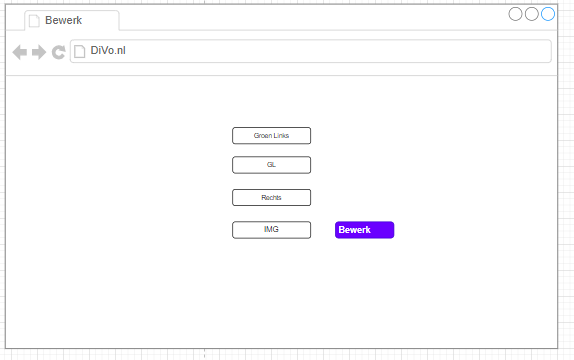 Bewerk
DiVo.nl
Groen Links
GL
Rechts
IMG
Bewerk